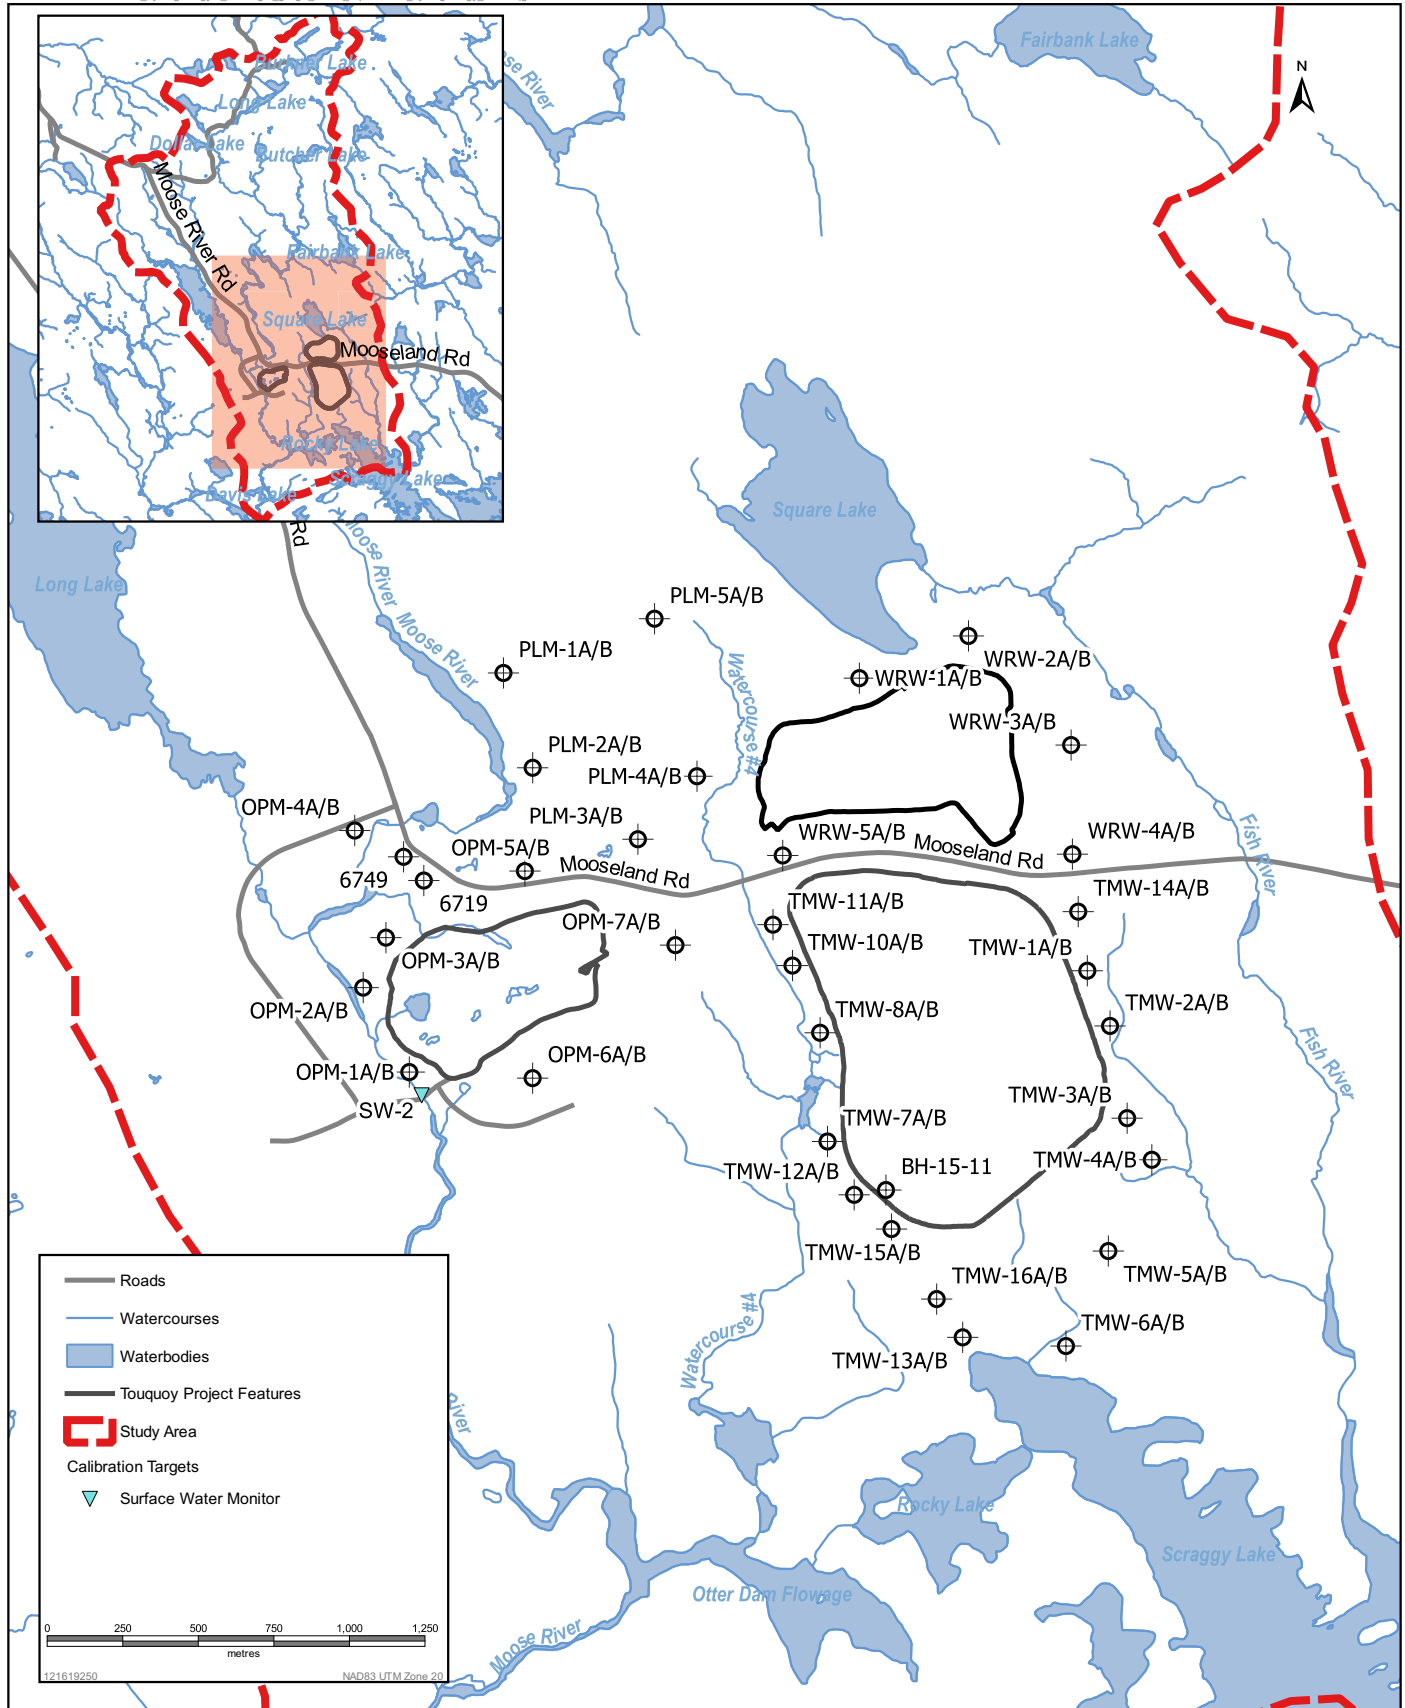 Fairbank Lake
N
Burkner Lake
Long Lake
Dollar Lake
Butcher Lake
Moose River Rd
Fairbank Lake
Square Lake
Mooseland Rd
Rocky Lake
Scraggy Lake
Davis Lake
Rd
Moose River
Moose River
Long Lake
Square Lake
PLM-5A/B
PLM-1A/B
Watercourse #4
WRW-2A/B
WRW-1A/B
WRW-3A/B
PLM-2A/B
PLM-4A/B
OPM-4A/B
PLM-3A/B
WRW-5A/B
WRW-4A/B
Fish River
OPM-5A/B
Mooseland Rd
Mooseland Rd
6749
6719
TMW-14A/B
TMW-11A/B
OPM-7A/B
TMW-10A/B
TMW-1A/B
OPM-3A/B
OPM-2A/B
TMW-8A/B
TMW-2A/B
Fish River
OPM-6A/B
OPM-1A/B
SW-2
TMW-3A/B
TMW-7A/B
TMW-12A/B
BH-15-11
TMW-4A/B
TMW-15A/B
TMW-16A/B
TMW-5A/B
TMW-6A/B
TMW-13A/B
Watercourse #4
River
Rocky Lake
Scraggy Lake
Otter Dam Flowage
Moose River
Roads
Watercourses
Waterbodies
Touquoy Project Features
Study Area
Calibration Targets
Surface Water Monitor
0 250 500 750 1,000 1,250
metres
121619250 NAD83 UTM Zone 20